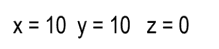 x = 10 y = 10 z = 0